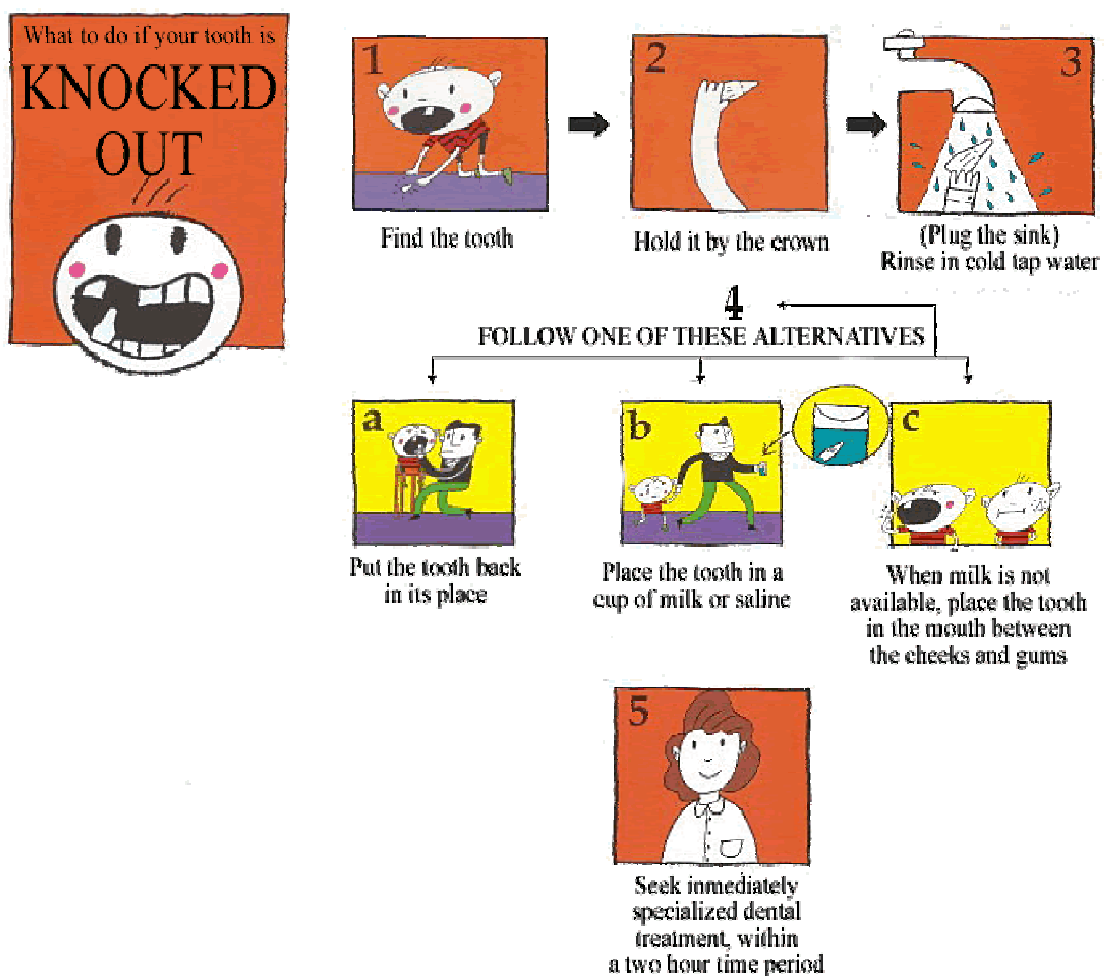 What to do if your tooth is
KNOCKED
OUT
1
Find the tooth
2
Hold it by the crown
3
(Plug the sink)
Rinse in cold tap water
4
FOLLOW ONE OF THESE ALTERNATIVES
a
Put the tooth back
in its place
b
Place the tooth in a
cup of milk or saline
c
When milk is not
available, place the tooth
in the mouth between
the cheeks and gums
5
Seek inmediately
specialized dental
treatment, within
a two hour time period